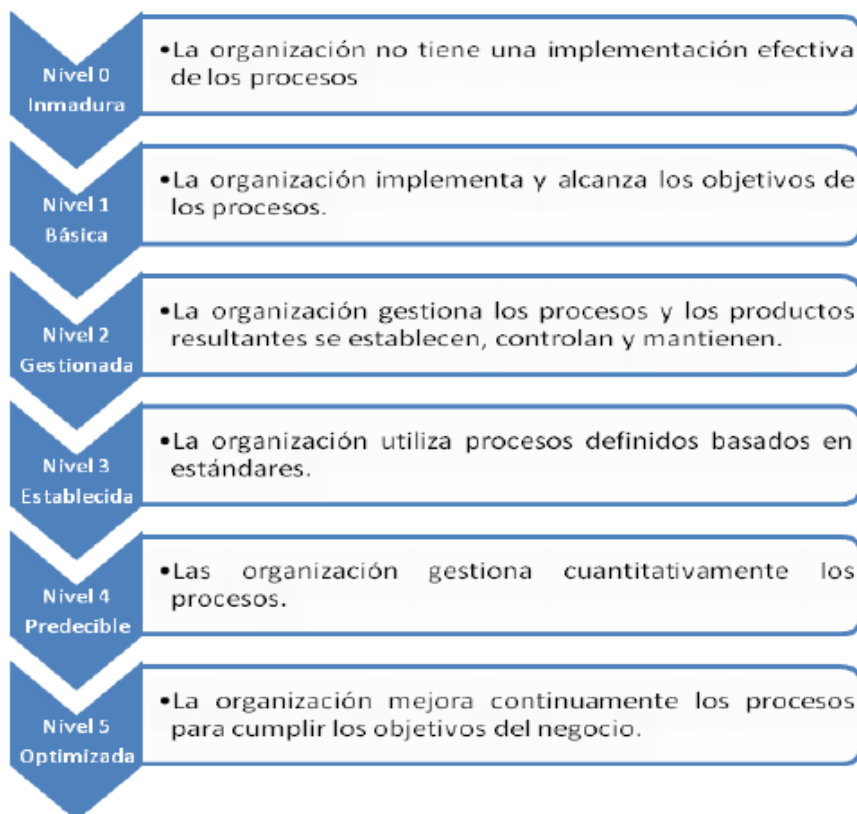 Nivel 0
Inmadura
•La organización no tiene una implementación efectiva
de los procesos
Nivel 1
Básica
•La organización implementa y alcanza los objetivos de
los procesos.
Nivel 2
Gestionada
•La organización gestiona los procesos y los productos
resultantes se establecen, controlan y mantienen.
Nivel 3
Establecida
•La organización utiliza procesos definidos basados en
estándares.
Nivel 4
Predecible
•Las organización gestiona cuantitativamente los
procesos.
Nivel 5
Optimizada
•La organización mejora continuamente los procesos
para cumplir los objetivos del negocio.